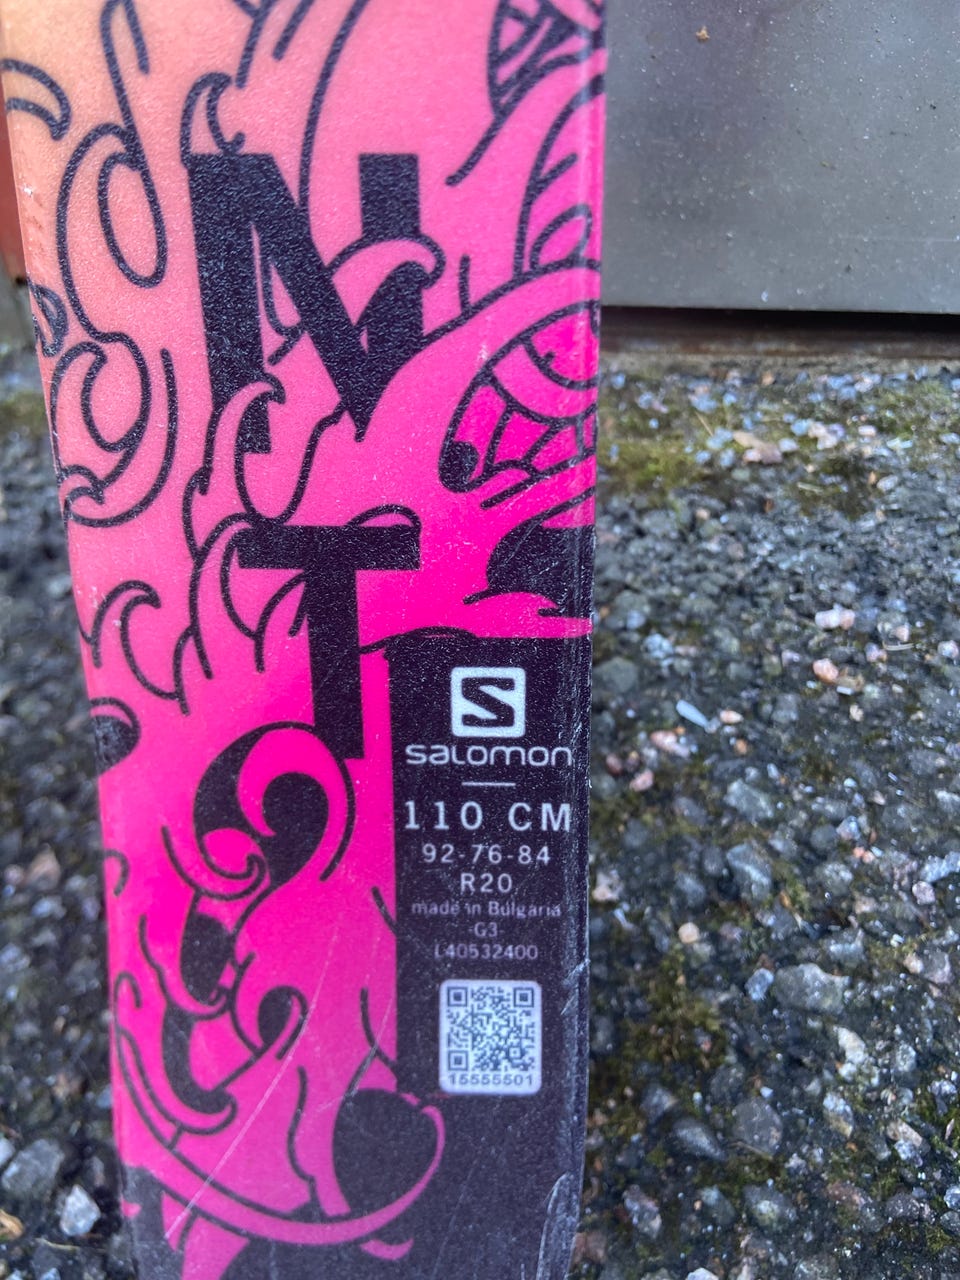 N
T
S
salomon
110 CM
92-76-84
R20
made in Bulgaria
G3
L40532400
15555501